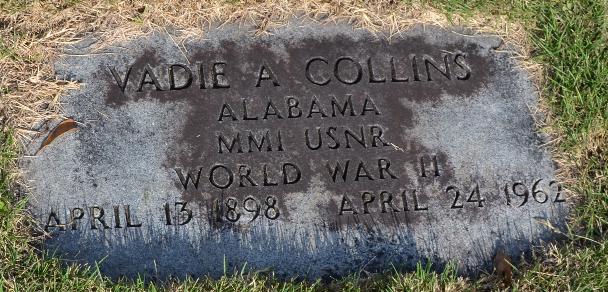 VADIE A COLLINS
ALABAMA
MM1 USNR
WORLD WAR II
APRIL 13 1898 APRIL 24 1962